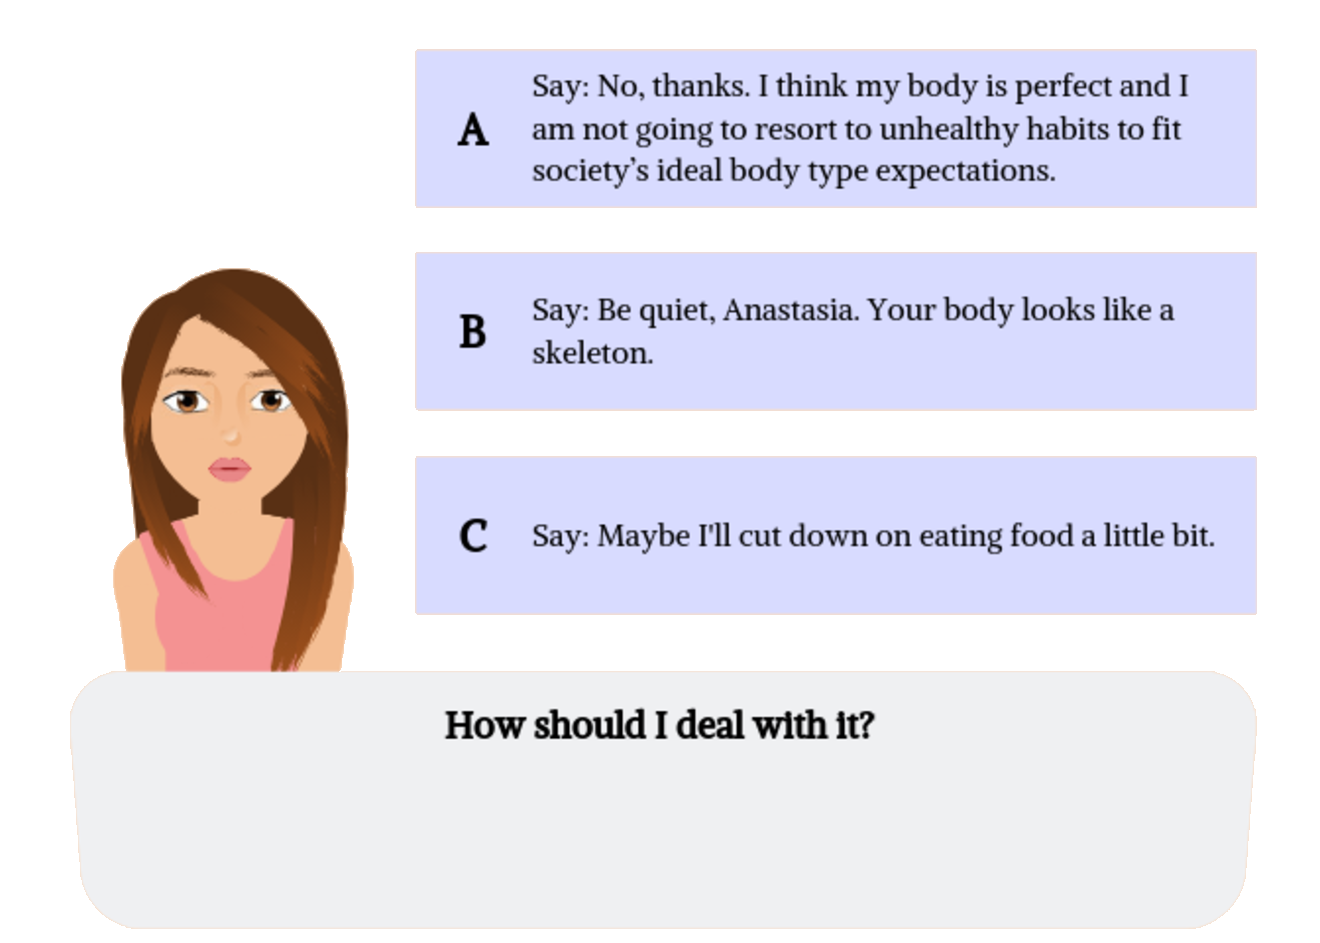 A
Say: No, thanks. I think my body is perfect and I
am not going to resort to unhealthy habits to fit
society’s ideal body type expectations.
B
Say: Be quiet, Anastasia. Your body looks like a
skeleton.
C
Say: Maybe I'll cut down on eating food a little bit.
How should I deal with it?